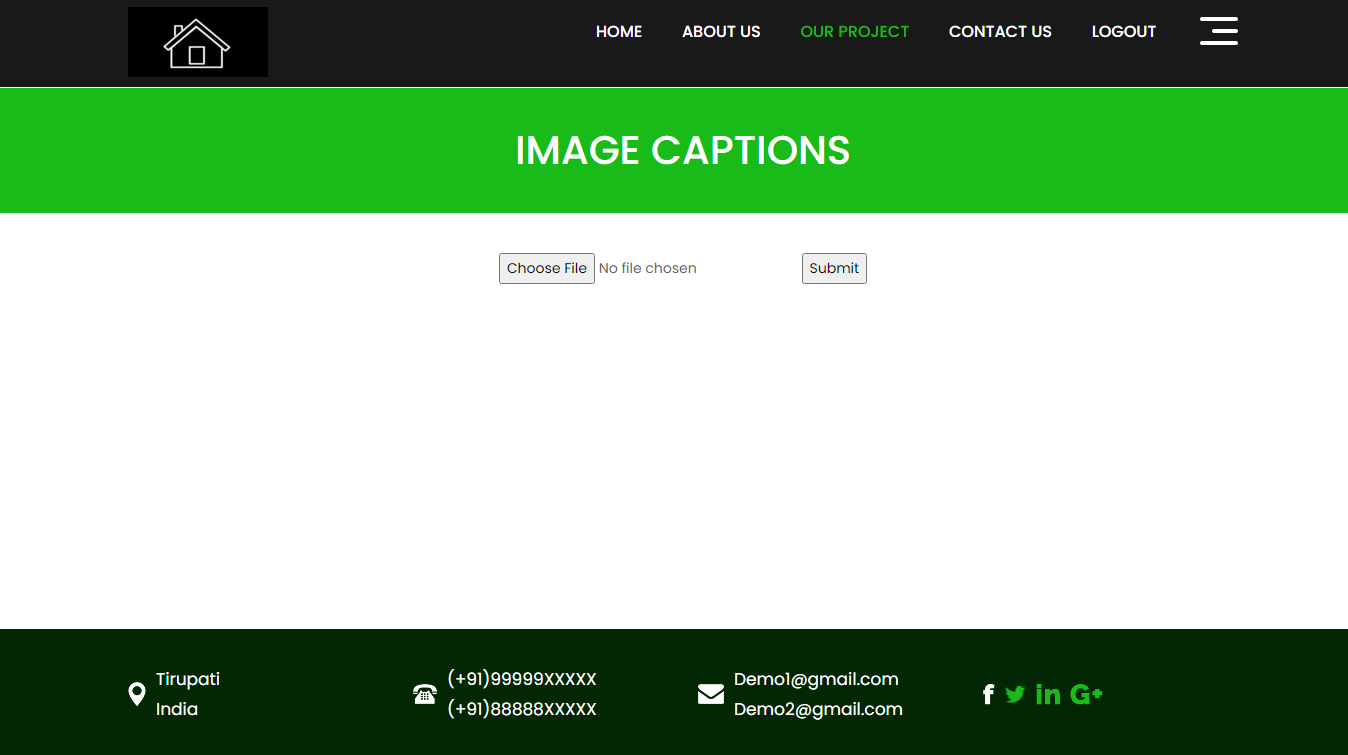 HOME ABOUT US OUR PROJECT CONTACT US LOGOUT
IMAGE CAPTIONS
Choose File No file chosen Submit
Tirupati
India
(+91)99999XXXXX
(+91)88888XXXXX
Demo1@gmail.com
Demo2@gmail.com
f in G+